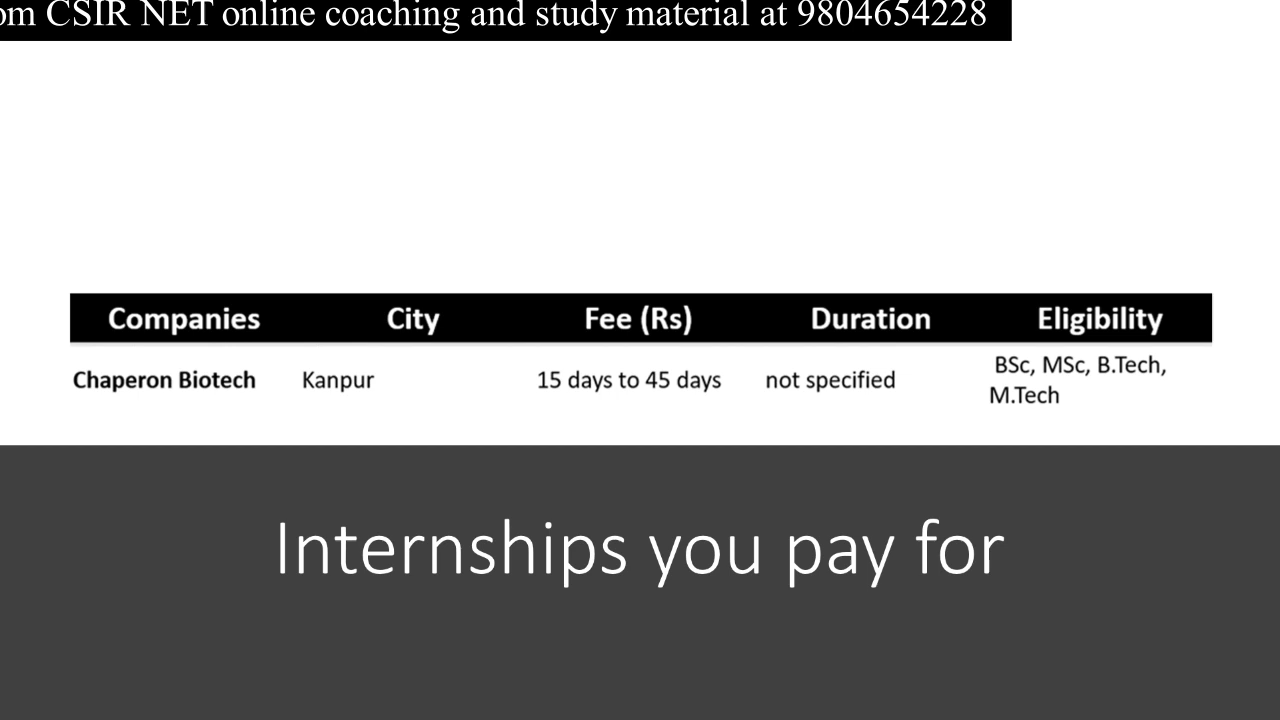 om CSIR NET online coaching and study material at 9804654228
Companies City Fee (Rs) Duration Eligibility
Chaperon Biotech Kanpur 15 days to 45 days not specified BSc, MSc, B.Tech,
M.Tech
Internships you pay for